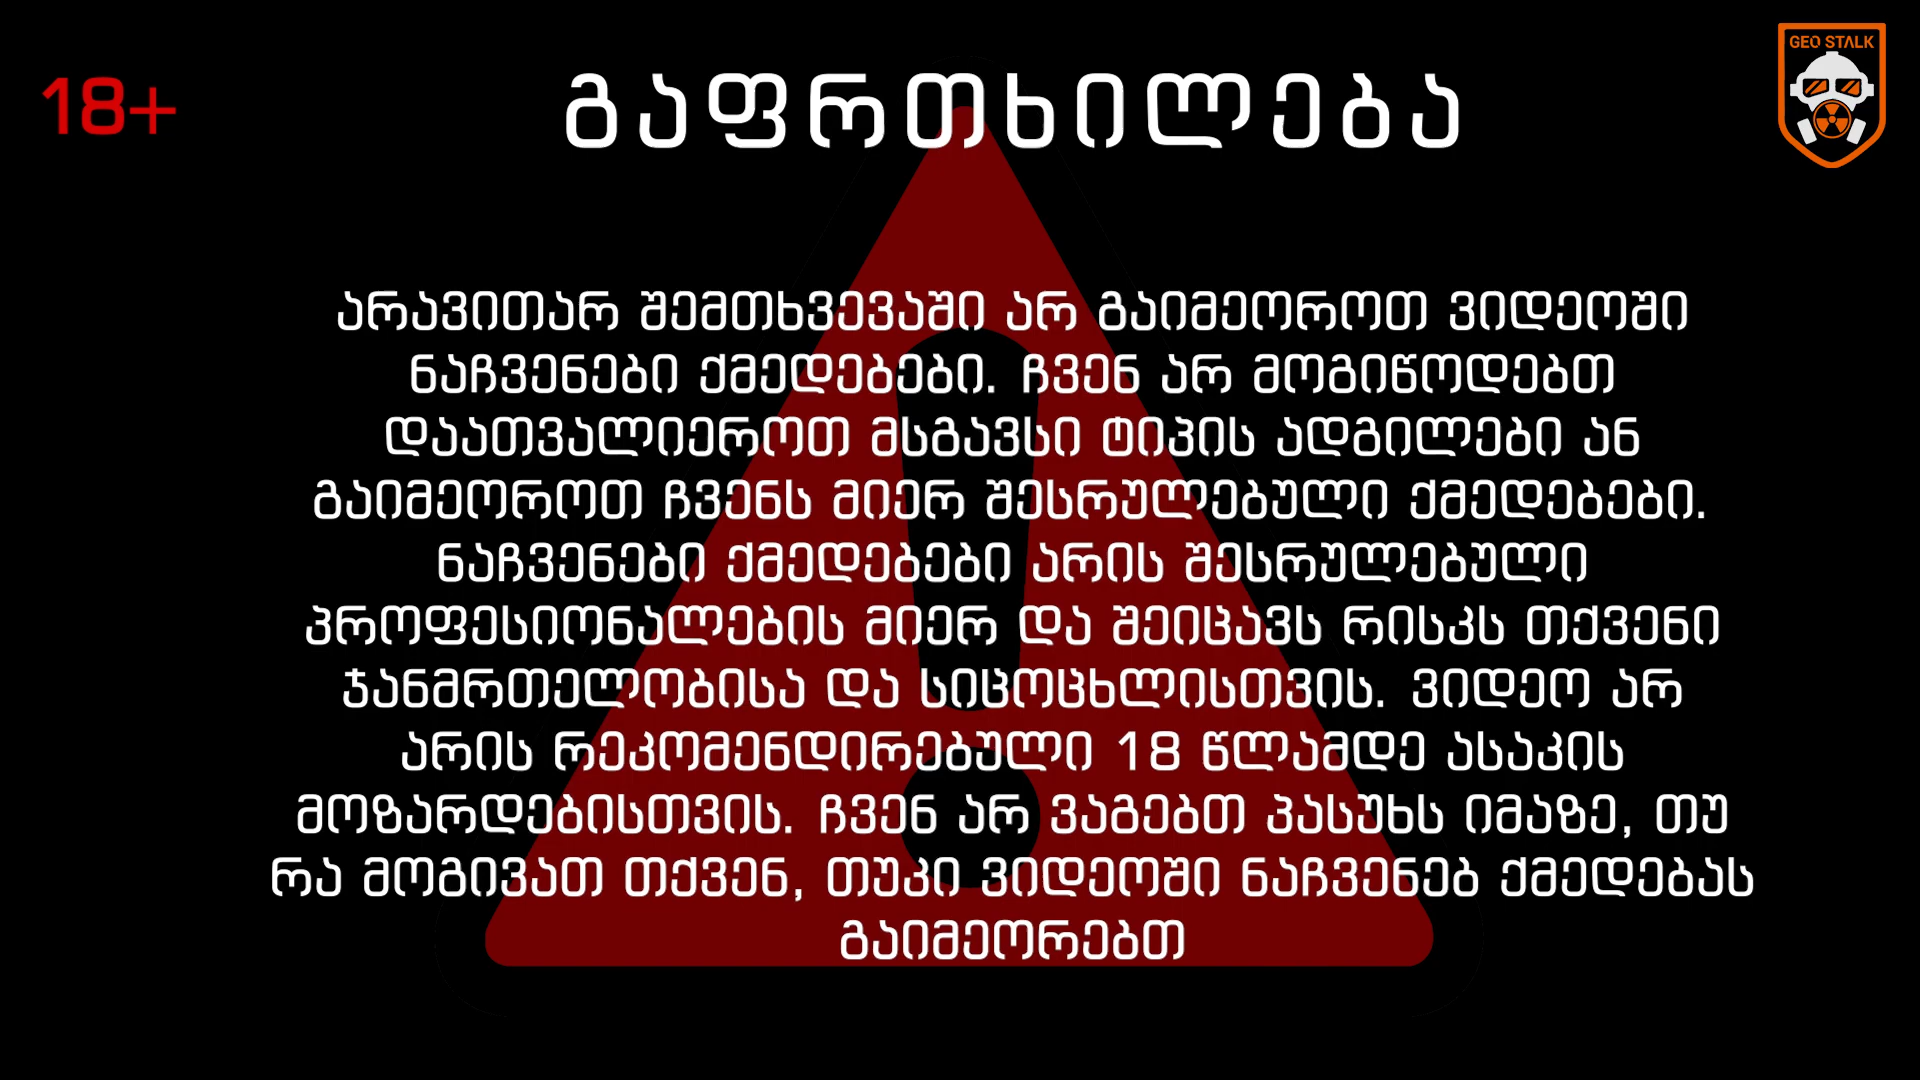 18+
გაფრთხილება
GEO STALK
არავითარ შემთხვევაში არ გაიმეოროთ ვიდეოში
ნაჩვენები ქმედებები. ჩვენ არ მოგიწოდებთ
დაათვალიეროთ მსგავსი ტიპის ადგილები ან
გაიმეოროთ ჩვენს მიერ შესრულებული ქმედებები.
ნაჩვენები ქმედებები არის შესრულებული
პროფესიონალების მიერ და შეიცავს რისკს თქვენი
ჯანმრთელობისა და სიცოცხლისთვის. ვიდეო არ
არის რეკომენდირებული 18 წლამდე ასაკის
მოზარდებისთვის. ჩვენ არ ვაგებთ პასუხს იმაზე, თუ
რა მოგივათ თქვენ, თუკი ვიდეოში ნაჩვენებ ქმედებას
გაიმეორებთ